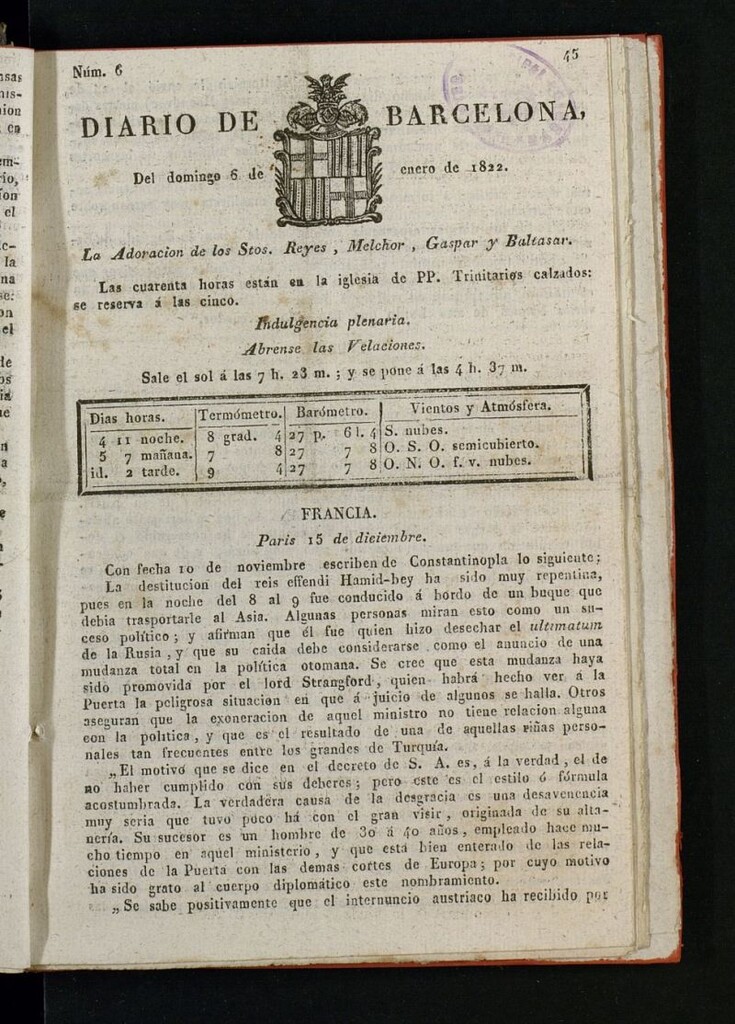 Núm. 6
45
DIARIO DE BARCELONA,
Del domingo 6 de enero de 1822.
La Adoracion de los Stos. Reyes, Melchor, Gaspar y Baltasar.
Las cuarenta horas están en la iglesia de PP. Trinitarios calzados:
se reserva á las cinco.
Indulgencia plenaria.
Abrense las Velaciones.
Sale el sol á las 7 h. 23 m.; y se pone á las 4 h. 37 m.
Dias horas. Termómetro. Barómetro. Vientos y Atmósfera.
4 11 noche. 8 grad. 4 27 p. 6 l. 4 S. nubes.
5 7 mañana. 7 8 27 7 8 O. S. O. semicubierto.
id. 2 tarde. 9 4 27 7 8 O. N. O. f. v. nubes.
FRANCIA.
Paris 15 de diciembre.
Con fecha 10 de noviembre escriben de Constantinopla lo siguiente;
La destitucion del reis effendi Hamid-bey ha sido muy repentina,
pues en la noche del 8 al 9 fue conducido á bordo de un buque que
debia trasportarle al Asia. Algunas personas miran esto como un su-
ceso político; y afirman que él fue quien hizo desechar el ultimatum
de la Rusia, y que su caida debe considerarse como el anuncio de una
mudanza total en la política otomana. Se cree que esta mudanza haya
sido promovida por el lord Strangford, quien habrá hecho ver á la
Puerta la peligrosa situacion en que á juicio de algunos se halla. Otros
aseguran que la exoneracion de aquel ministro no tiene relacion alguna
con la política, y que es el resultado de una de aquellas riñas perso-
nales tan frecuentes entre los grandes de Turquía.
„El motivo que se dice en el decreto de S. A. es, á la verdad, el de
no haber cumplido con sus deberes; pero este es el estilo ó fórmula
acostumbrada. La verdadera causa de la desgracia es una desavenencia
muy seria que tuvo poco há con el gran visir, originada de su alta-
nería. Su sucesor es un hombre de 30 á 40 años, empleado hace mu-
cho tiempo en aquel ministerio, y que está bien enterado de las rela-
ciones de la Puerta con las demas cortes de Europa; por cuyo motivo
ha sido grato al cuerpo diplomático este nombramiento.
„Se sabe positivamente que el internuncio austriaco ha recibido por